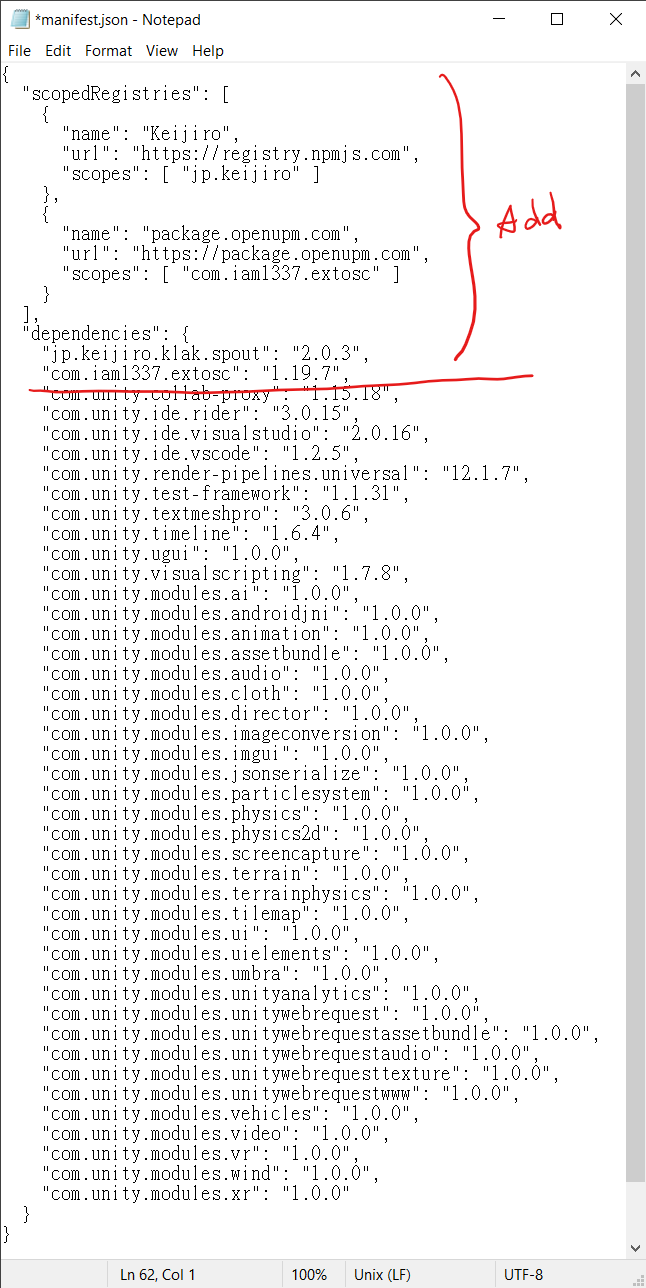 *manifest.json - Notepad
File Edit Format View Help
{
"scopedRegistries": [
{
"name": "Keijiro",
"url": "https://registry.npmjs.com",
"scopes": [ "jp.keijiro" ]
},
{
"name": "package.openupm.com",
"url": "https://package.openupm.com",
"scopes": [ "com.iam1337.extosc" ]
}
],
Add
"dependencies": {
"jp.keijiro.klak.spout": "2.0.3",
"com.iam1337.extosc": "1.19.7",
"com.unity.collab-proxy": "1.15.18",
"com.unity.ide.rider": "3.0.15",
"com.unity.ide.visualstudio": "2.0.16",
"com.unity.ide.vscode": "1.2.5",
"com.unity.render-pipelines.universal": "12.1.7",
"com.unity.test-framework": "1.1.31",
"com.unity.textmeshpro": "3.0.6",
"com.unity.timeline": "1.6.4",
"com.unity.ugui": "1.0.0",
"com.unity.visualscripting": "1.7.8",
"com.unity.modules.ai": "1.0.0",
"com.unity.modules.androidjni": "1.0.0",
"com.unity.modules.animation": "1.0.0",
"com.unity.modules.assetbundle": "1.0.0",
"com.unity.modules.audio": "1.0.0",
"com.unity.modules.cloth": "1.0.0",
"com.unity.modules.director": "1.0.0",
"com.unity.modules.imageconversion": "1.0.0",
"com.unity.modules.imgui": "1.0.0",
"com.unity.modules.jsonserialize": "1.0.0",
"com.unity.modules.particlesystem": "1.0.0",
"com.unity.modules.physics": "1.0.0",
"com.unity.modules.physics2d": "1.0.0",
"com.unity.modules.screencapture": "1.0.0",
"com.unity.modules.terrain": "1.0.0",
"com.unity.modules.terrainphysics": "1.0.0",
"com.unity.modules.tilemap": "1.0.0",
"com.unity.modules.ui": "1.0.0",
"com.unity.modules.uielements": "1.0.0",
"com.unity.modules.umbra": "1.0.0",
"com.unity.modules.unityanalytics": "1.0.0",
"com.unity.modules.unitywebrequest": "1.0.0",
"com.unity.modules.unitywebrequestassetbundle": "1.0.0",
"com.unity.modules.unitywebrequestaudio": "1.0.0",
"com.unity.modules.unitywebrequesttexture": "1.0.0",
"com.unity.modules.unitywebrequestwww": "1.0.0",
"com.unity.modules.vehicles": "1.0.0",
"com.unity.modules.video": "1.0.0",
"com.unity.modules.vr": "1.0.0",
"com.unity.modules.wind": "1.0.0",
"com.unity.modules.xr": "1.0.0"
}
}
Ln 62, Col 1 100% Unix (LF) UTF-8